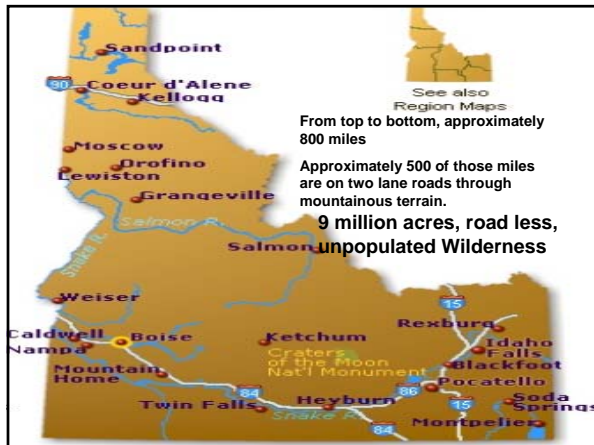 Sandpoint
90
Coeur d'Alene
Kellogg
See also
Region Maps
From top to bottom, approximately
800 miles
Approximately 500 of those miles
are on two lane roads through
mountainous terrain.
9 million acres, road less,
unpopulated Wilderness
Moscow
Orofino
Lewiston
Grangeville
Salmon R.
Salmon
Snake R.
Weiser
15
Rexburg
Caldwell
Boise
Ketchum
Idaho
Falls
Nampa
Craters
of the Moon
Nat'l Monument
Blackfoot
Mountain
Home
86
Pocatello
84
Twin Falls
Heyburn
15
Soda
Springs
Snake R.
84
Montpelier